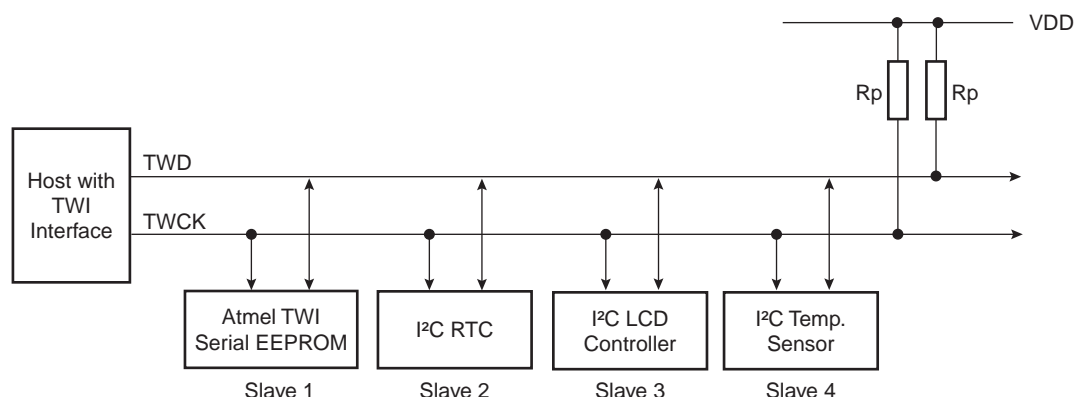 VDD
Rp
Rp
Host with
TWI
Interface
TWD
TWCK
Atmel TWI
Serial EEPROM
Slave 1
I²C RTC
Slave 2
I²C LCD
Controller
Slave 3
I²C Temp.
Sensor
Slave 4